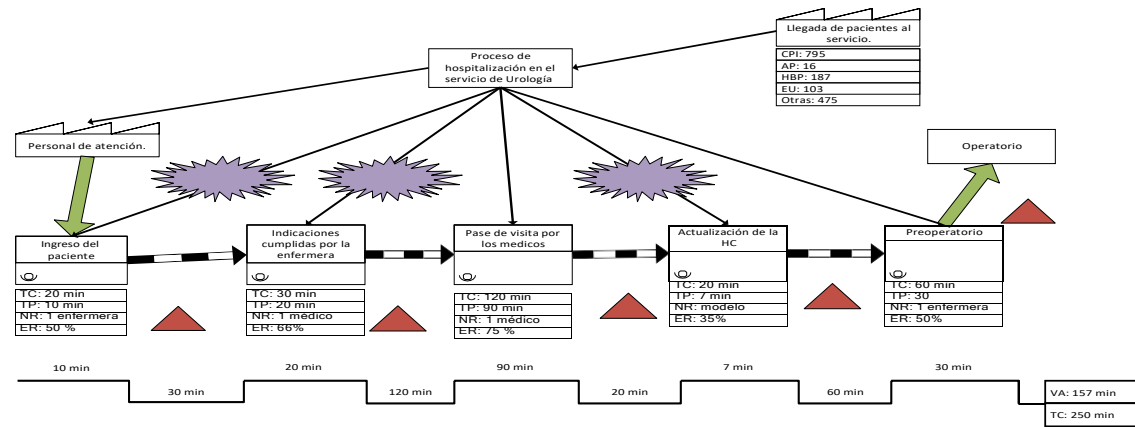 Llegada de pacientes al
servicio.
CPI: 795
AP: 16
HBP: 187
EU: 103
Otras: 475
Proceso de
hospitalización en el
servicio de Urología
Personal de atención.
Operatorio
Ingreso del
paciente
TC: 20 min
TP: 10 min
NR: 1 enfermera
ER: 50 %
Indicaciones
cumplidas por la
enfermera
TC: 30 min
TP: 20 min
NR: 1 médico
ER: 66%
Pase de visita por
los medicos
TC: 120 min
TP: 90 min
NR: 1 médico
ER: 75 %
Actualización de la
HC
TC: 20 min
TP: 7 min
NR: modelo
ER: 35%
Preoperatorio
TC: 60 min
TP: 30
NR: 1 enfermera
ER: 50%
10 min
30 min
20 min
120 min
90 min
20 min
7 min
60 min
30 min
VA: 157 min
TC: 250 min